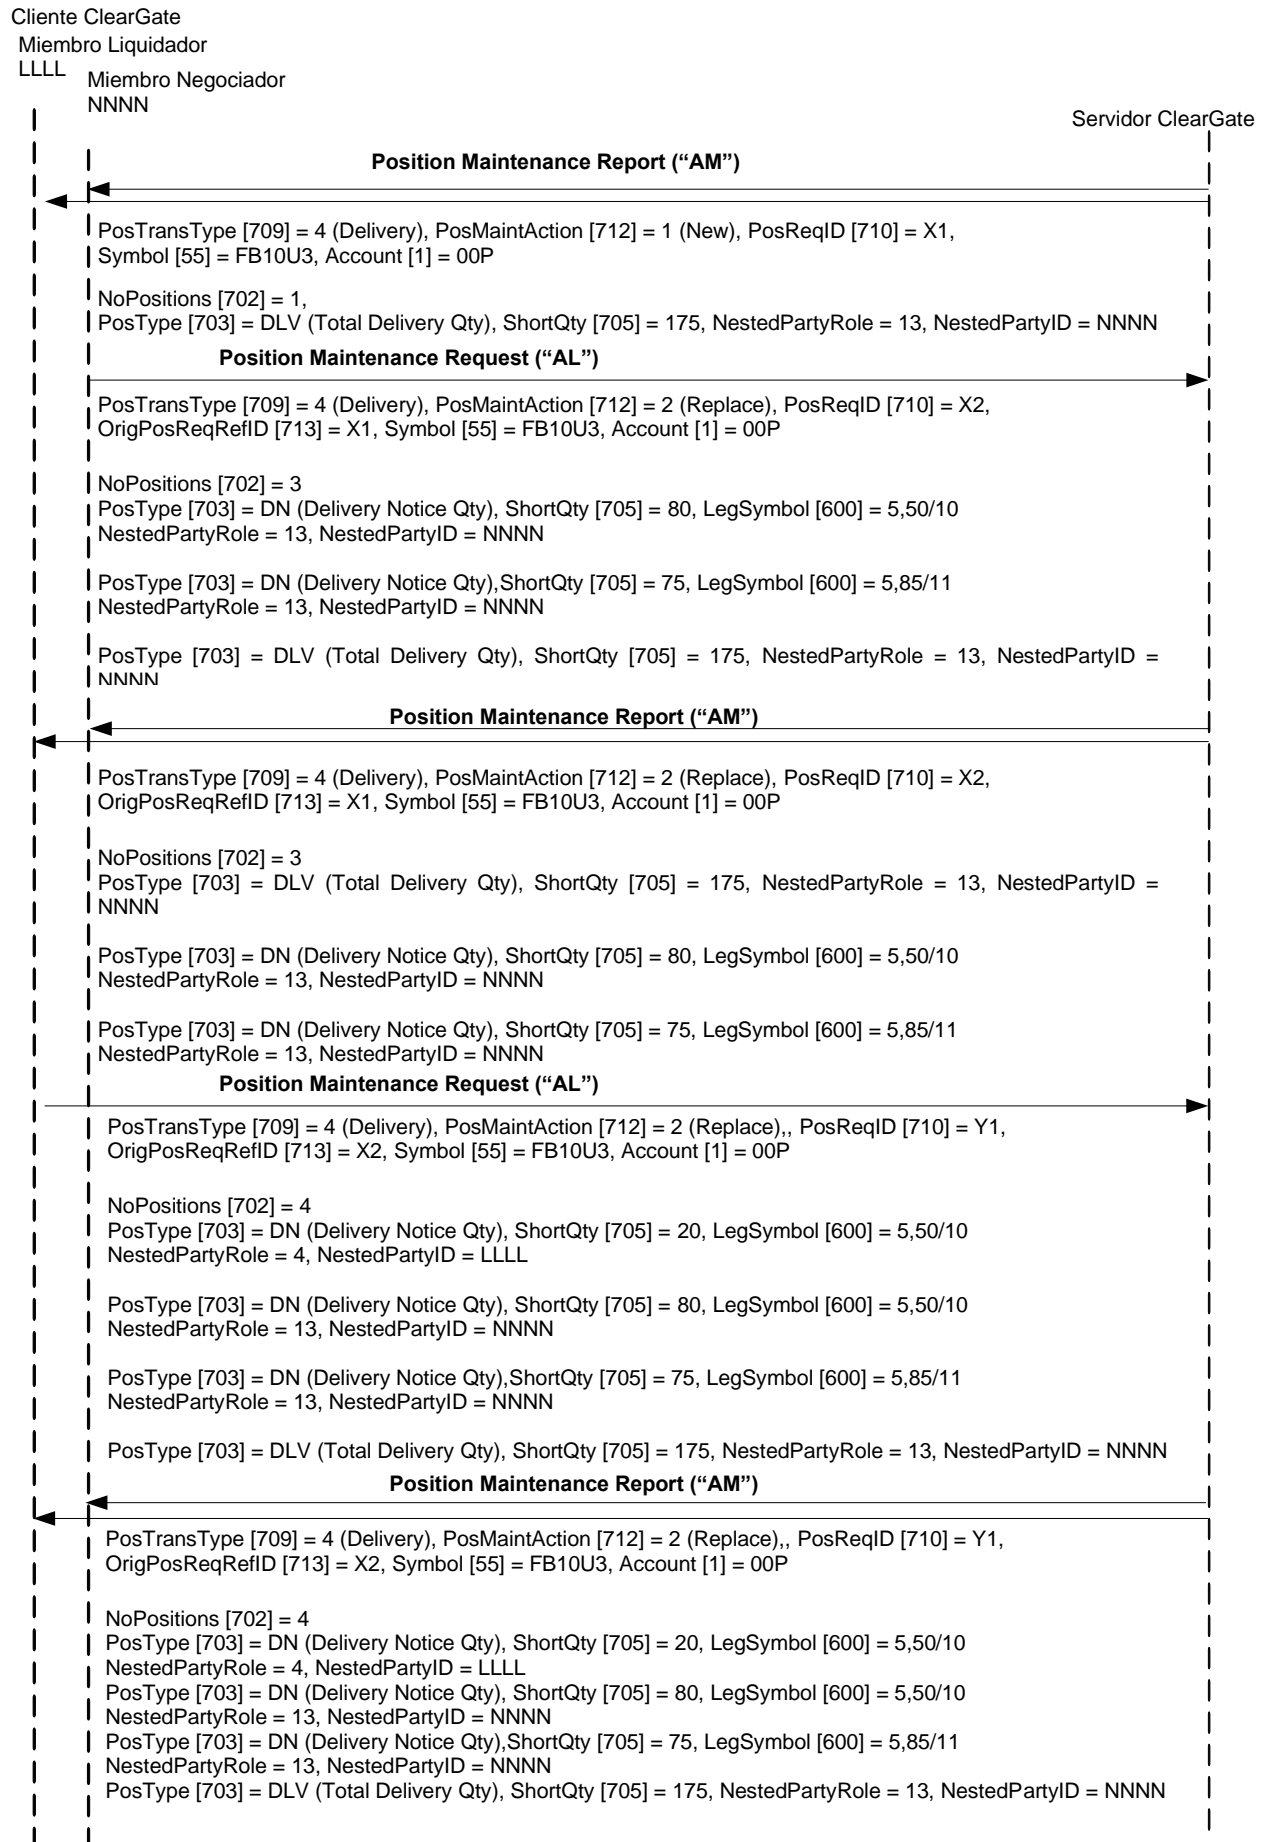 Cliente ClearGate
Miembro Liquidador
LLLL
Miembro Negociador
NNNN
Servidor ClearGate
Position Maintenance Report (“AM”)
PosTransType [709] = 4 (Delivery), PosMaintAction [712] = 1 (New), PosReqID [710] = X1,
Symbol [55] = FB10U3, Account [1] = 00P
NoPositions [702] = 1,
PosType [703] = DLV (Total Delivery Qty), ShortQty [705] = 175, NestedPartyRole = 13, NestedPartyID = NNNN
Position Maintenance Request (“AL”)
PosTransType [709] = 4 (Delivery), PosMaintAction [712] = 2 (Replace), PosReqID [710] = X2,
OrigPosReqRefID [713] = X1, Symbol [55] = FB10U3, Account [1] = 00P
NoPositions [702] = 3
PosType [703] = DN (Delivery Notice Qty), ShortQty [705] = 80, LegSymbol [600] = 5,50/10
NestedPartyRole = 13, NestedPartyID = NNNN
PosType [703] = DN (Delivery Notice Qty),ShortQty [705] = 75, LegSymbol [600] = 5,85/11
NestedPartyRole = 13, NestedPartyID = NNNN
PosType [703] = DLV (Total Delivery Qty), ShortQty [705] = 175, NestedPartyRole = 13, NestedPartyID =
NNNN
Position Maintenance Report (“AM”)
PosTransType [709] = 4 (Delivery), PosMaintAction [712] = 2 (Replace), PosReqID [710] = X2,
OrigPosReqRefID [713] = X1, Symbol [55] = FB10U3, Account [1] = 00P
NoPositions [702] = 3
PosType [703] = DLV (Total Delivery Qty), ShortQty [705] = 175, NestedPartyRole = 13, NestedPartyID =
NNNN
PosType [703] = DN (Delivery Notice Qty), ShortQty [705] = 80, LegSymbol [600] = 5,50/10
NestedPartyRole = 13, NestedPartyID = NNNN
PosType [703] = DN (Delivery Notice Qty), ShortQty [705] = 75, LegSymbol [600] = 5,85/11
NestedPartyRole = 13, NestedPartyID = NNNN
Position Maintenance Request (“AL”)
PosTransType [709] = 4 (Delivery), PosMaintAction [712] = 2 (Replace),, PosReqID [710] = Y1,
OrigPosReqRefID [713] = X2, Symbol [55] = FB10U3, Account [1] = 00P
NoPositions [702] = 4
PosType [703] = DN (Delivery Notice Qty), ShortQty [705] = 20, LegSymbol [600] = 5,50/10
NestedPartyRole = 4, NestedPartyID = LLLL
PosType [703] = DN (Delivery Notice Qty), ShortQty [705] = 80, LegSymbol [600] = 5,50/10
NestedPartyRole = 13, NestedPartyID = NNNN
PosType [703] = DN (Delivery Notice Qty),ShortQty [705] = 75, LegSymbol [600] = 5,85/11
NestedPartyRole = 13, NestedPartyID = NNNN
PosType [703] = DLV (Total Delivery Qty), ShortQty [705] = 175, NestedPartyRole = 13, NestedPartyID = NNNN
Position Maintenance Report (“AM”)
PosTransType [709] = 4 (Delivery), PosMaintAction [712] = 2 (Replace),, PosReqID [710] = Y1,
OrigPosReqRefID [713] = X2, Symbol [55] = FB10U3, Account [1] = 00P
NoPositions [702] = 4
PosType [703] = DN (Delivery Notice Qty), ShortQty [705] = 20, LegSymbol [600] = 5,50/10
NestedPartyRole = 4, NestedPartyID = LLLL
PosType [703] = DN (Delivery Notice Qty), ShortQty [705] = 80, LegSymbol [600] = 5,50/10
NestedPartyRole = 13, NestedPartyID = NNNN
PosType [703] = DN (Delivery Notice Qty),ShortQty [705] = 75, LegSymbol [600] = 5,85/11
NestedPartyRole = 13, NestedPartyID = NNNN
PosType [703] = DLV (Total Delivery Qty), ShortQty [705] = 175, NestedPartyRole = 13, NestedPartyID = NNNN